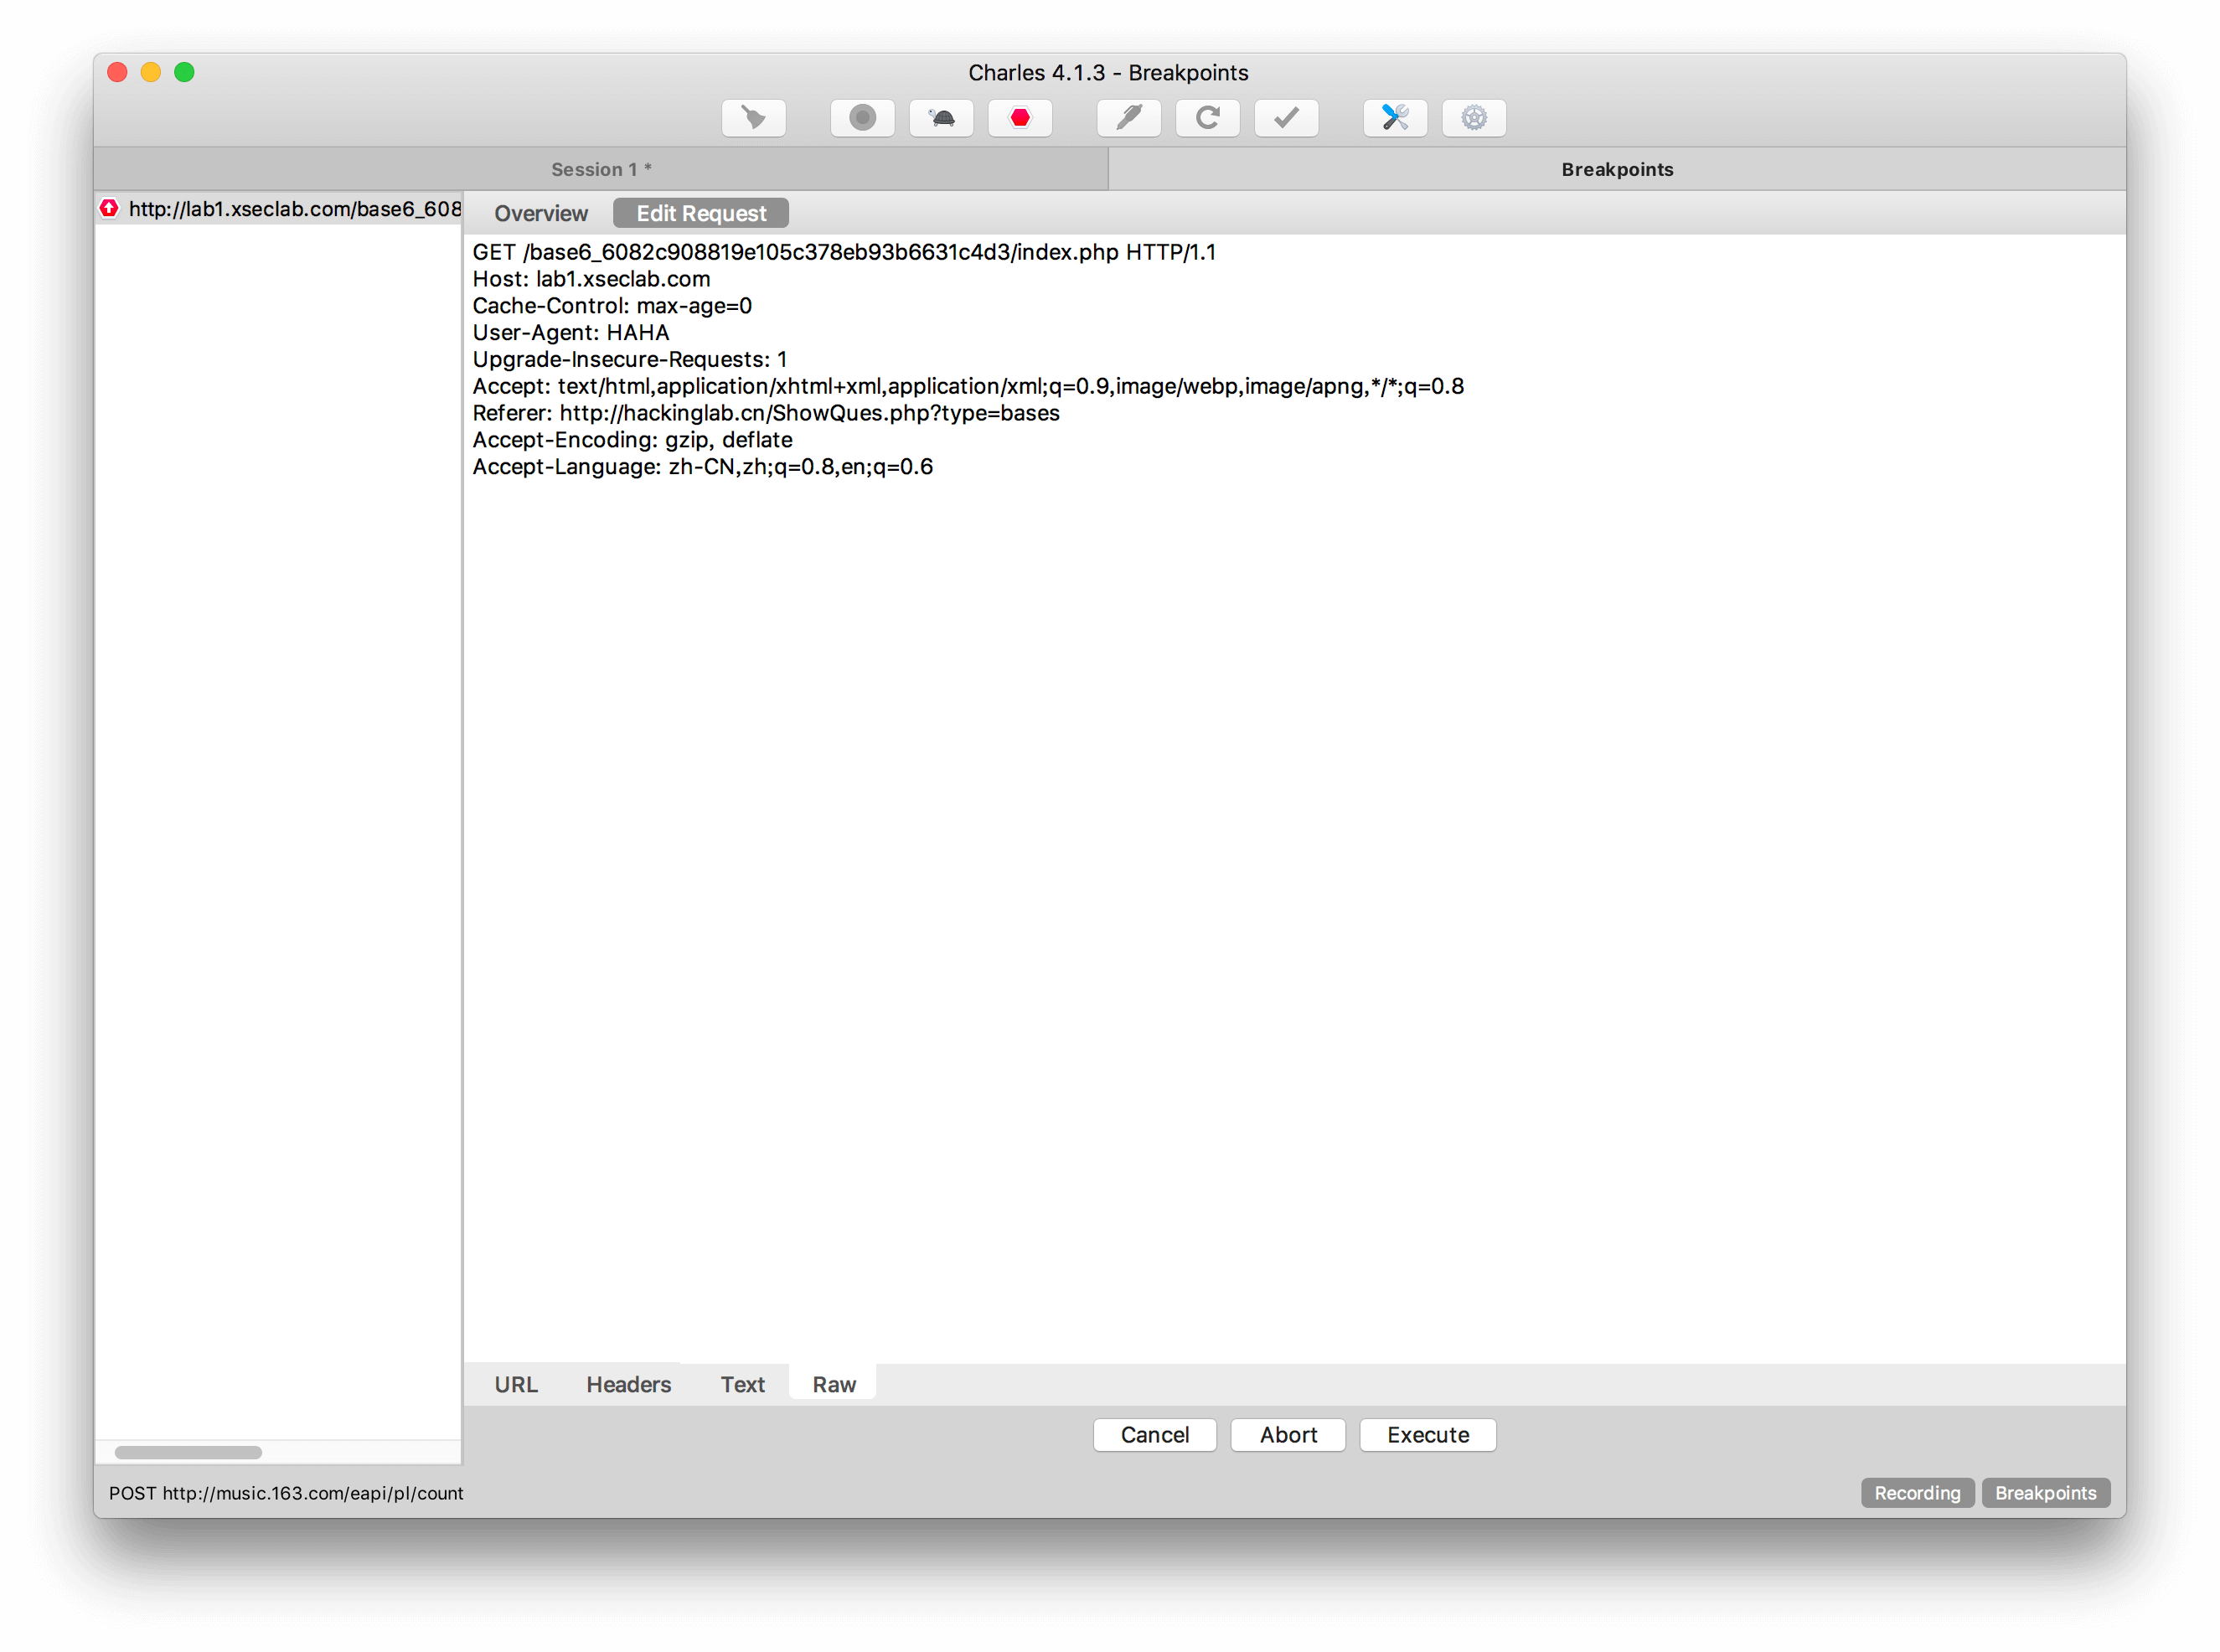 Charles 4.1.3 - Breakpoints
Session 1 *
Breakpoints
http://lab1.xseclab.com/base6_608
Overview
Edit Request
GET /base6_6082c908819e105c378eb93b6631c4d3/index.php HTTP/1.1
Host: lab1.xseclab.com
Cache-Control: max-age=0
User-Agent: HAHA
Upgrade-Insecure-Requests: 1
Accept: text/html,application/xhtml+xml,application/xml;q=0.9,image/webp,image/apng,*/*;q=0.8
Referer: http://hackinglab.cn/ShowQues.php?type=bases
Accept-Encoding: gzip, deflate
Accept-Language: zh-CN,zh;q=0.8,en;q=0.6
URL
Headers
Text
Raw
Cancel
Abort
Execute
POST http://music.163.com/eapi/pl/count
Recording
Breakpoints